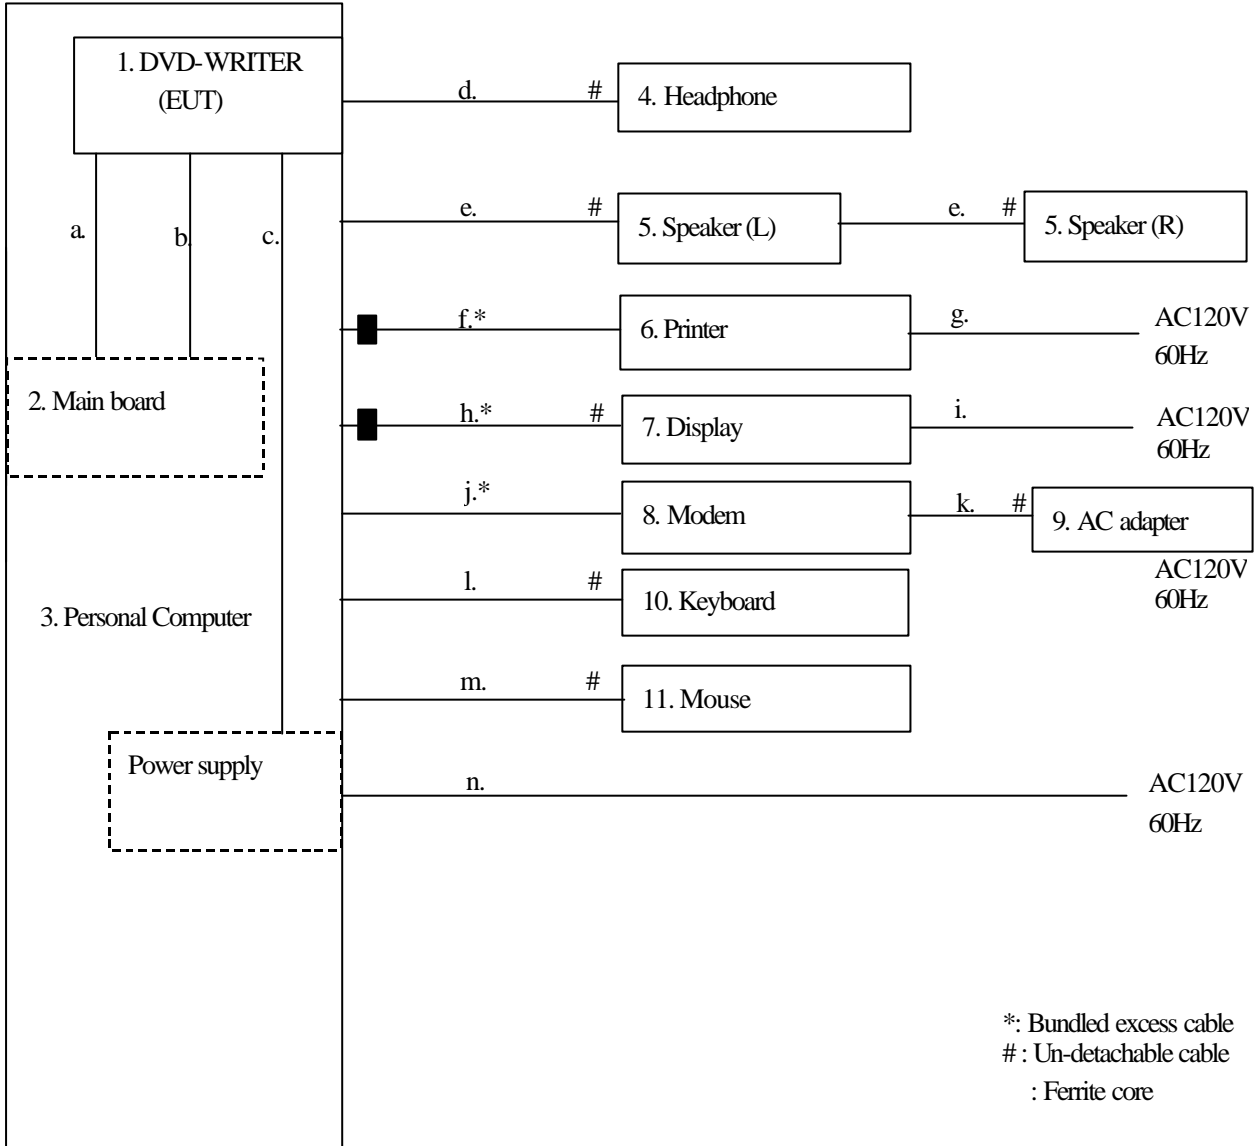 1. DVD-WRITER
(EUT)
d. #
4. Headphone
a.
b.
c.
e. #
5. Speaker (L)
e. #
5. Speaker (R)
f.*
6. Printer
g.
AC120V
60Hz
2. Main board
h.* #
7. Display
i.
AC120V
60Hz
j.*
8. Modem
k. #
9. AC adapter
AC120V
60Hz
3. Personal Computer
l. #
10. Keyboard
m. #
11. Mouse
Power supply
n.
AC120V
60Hz
*: Bundled excess cable
# : Un-detachable cable
: Ferrite core